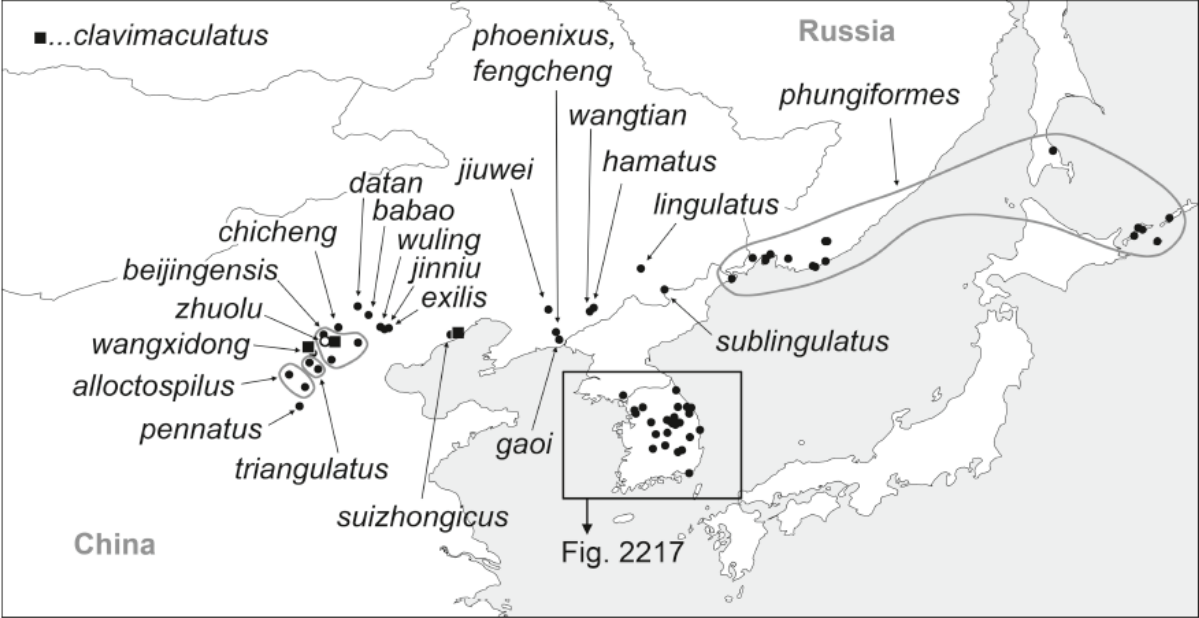 ■...clavimaculatus
Russia
phoenixus,
fengcheng
phungiformes
wangtian
jiuwei
hamatus
datan
babao
lingulatus
chicheng
wuling
beijingensis
jinniu
zhuolu
exilis
wangxidong
sublingulatus
alloctospilus
pennatus
gaoi
triangulatus
suizhongicus
China
Fig. 2217